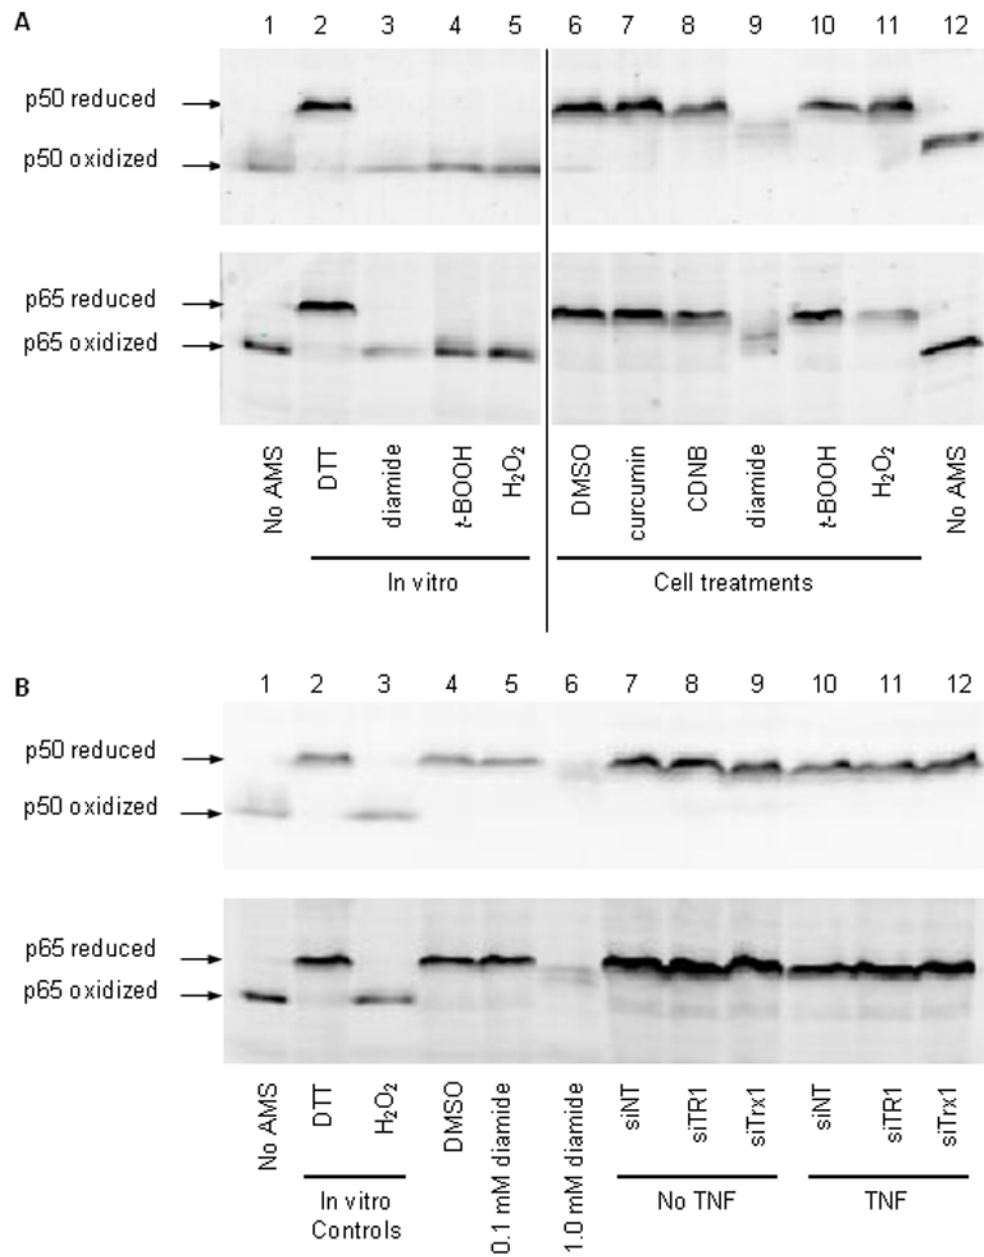 A
1 2 3 4 5 6 7 8 9 10 11 12
p50 reduced
p50 oxidized
p65 reduced
p65 oxidized
No AMS
DTT
diamide
t-BOOH
H₂O₂
DMSO
curcumin
CDNB
diamide
t-BOOH
H₂O₂
No AMS
In vitro
Cell treatments
B
1 2 3 4 5 6 7 8 9 10 11 12
p50 reduced
p50 oxidized
p65 reduced
p65 oxidized
No AMS
DTT
H₂O₂
DMSO
0.1 mM diamide
1.0 mM diamide
siNT
siTR1
siTrx1
siNT
siTR1
siTrx1
In vitro
Controls
No TNF
TNF